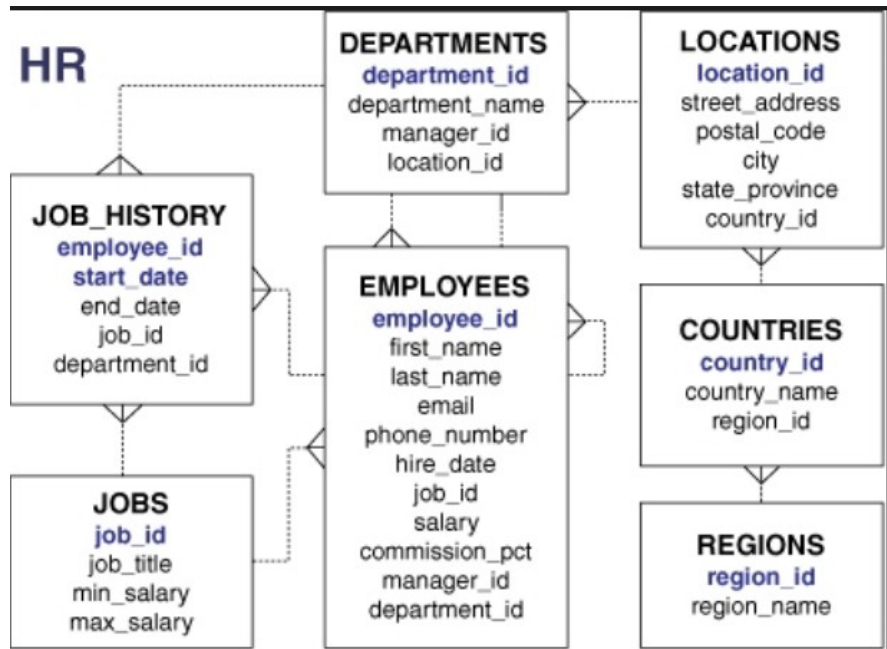 HR
DEPARTMENTS
department_id
department_name
manager_id
location_id
LOCATIONS
location_id
street_address
postal_code
city
state_province
country_id
JOB_HISTORY
employee_id
start_date
end_date
job_id
department_id
EMPLOYEES
employee_id
first_name
last_name
email
phone_number
hire_date
job_id
salary
commission_pct
manager_id
department_id
COUNTRIES
country_id
country_name
region_id
JOBS
job_id
job_title
min_salary
max_salary
REGIONS
region_id
region_name